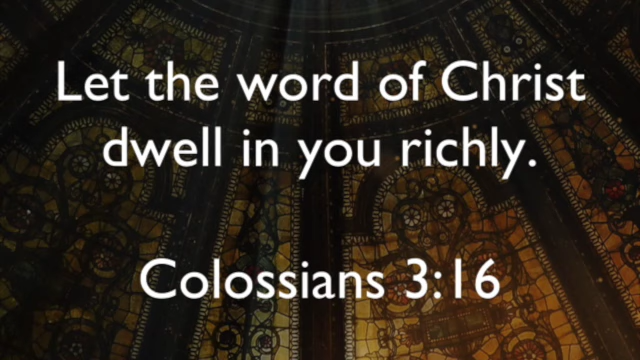 Let the word of Christ
dwell in you richly.
Colossians 3:16